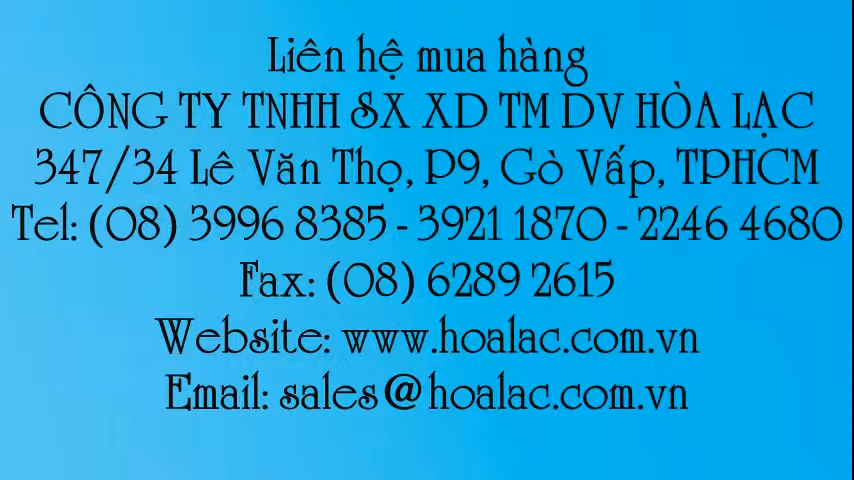 Liên hệ mua hàng
CÔNG TY TNHH SX XD TM DV HÒA LẠC
347/34 Lê Văn Thọ, P9, Gò Vấp, TPHCM
Tel: (08) 3996 8385 - 3921 1870 - 2246 4680
Fax: (08) 6289 2615
Website: www.hoalac.com.vn
Email: sales@hoalac.com.vn